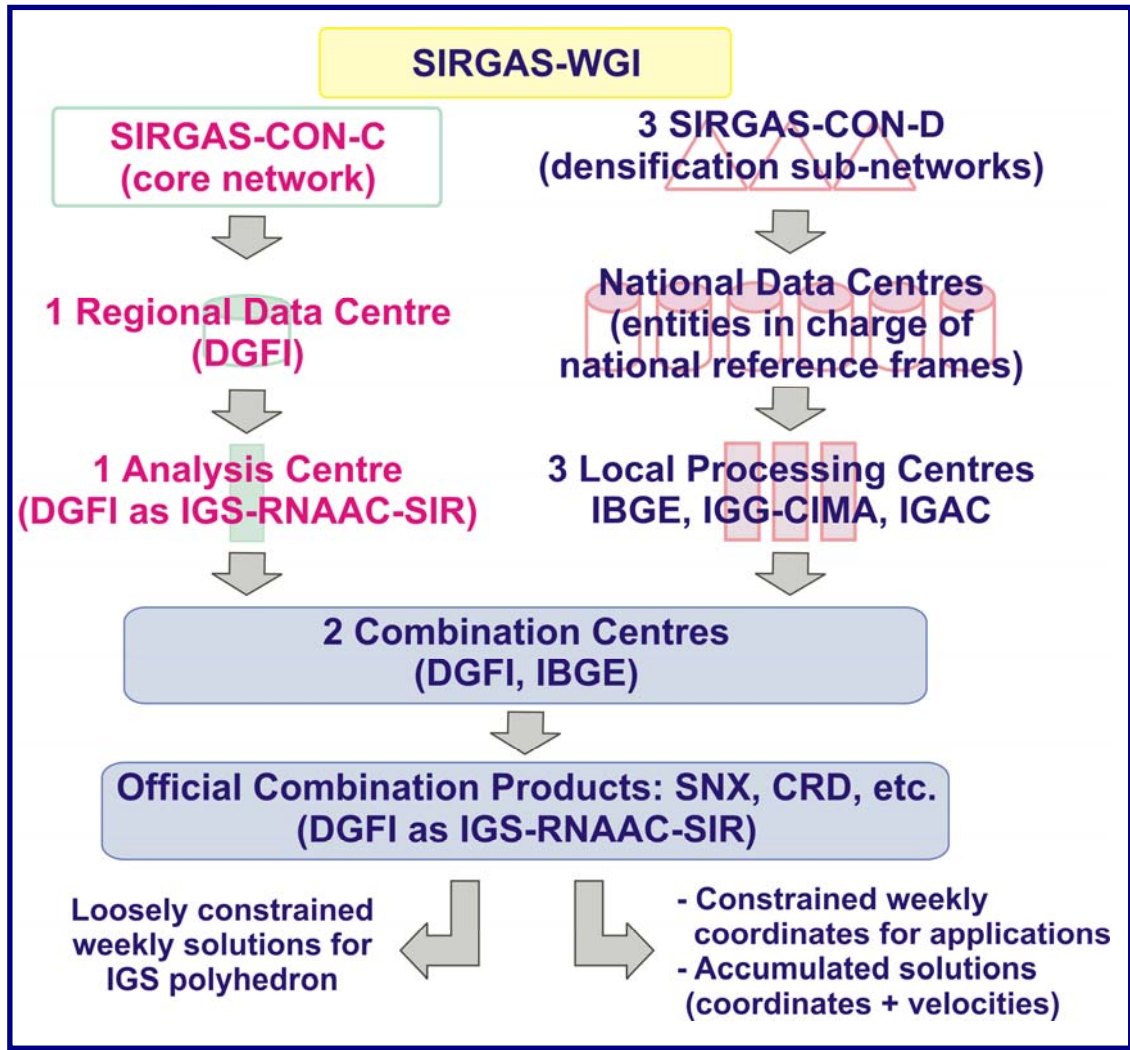 SIRGAS-WGI
SIRGAS-CON-C
(core network)
3 SIRGAS-CON-D
(densification sub-networks)
1 Regional Data Centre
(DGFI)
National Data Centres
(entities in charge of
national reference frames)
1 Analysis Centre
(DGFI as IGS-RNAAC-SIR)
3 Local Processing Centres
IBGE, IGG-CIMA, IGAC
2 Combination Centres
(DGFI, IBGE)
Official Combination Products: SNX, CRD, etc.
(DGFI as IGS-RNAAC-SIR)
Loosely constrained
weekly solutions for
IGS polyhedron
- Constrained weekly
coordinates for applications
- Accumulated solutions
(coordinates + velocities)